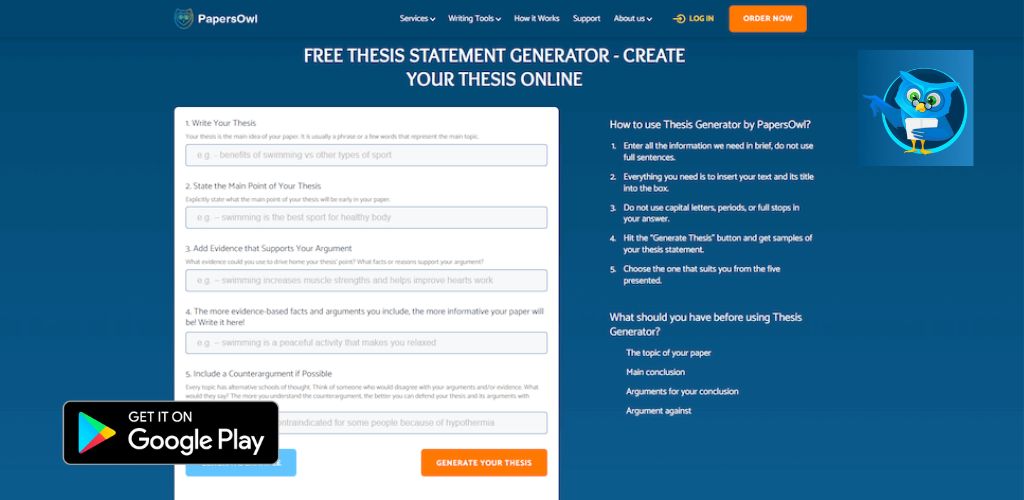 PapersOwl
Services
Writing Tools
How it Works
Support
About us
LOG IN
ORDER NOW
FREE THESIS STATEMENT GENERATOR - CREATE
YOUR THESIS ONLINE
1. Write Your Thesis
Your thesis is the main idea of your paper. It is usually a phrase or a few words that represent the main topic.
e.g. – benefits of swimming vs other types of sport
2. State the Main Point of Your Thesis
Explicitly state what the main point of your thesis will be early in your paper.
e.g. – swimming is the best sport for healthy body
3. Add Evidence that Supports Your Argument
What evidence could you use to drive home your thesis' point? What facts or reasons support your argument?
e.g. – swimming increases muscle strengths and helps improve hearts work
4. The more evidence-based facts and arguments you include, the more informative your paper will
be! Write it here!
e.g. – swimming is a peaceful activity that makes you relaxed
5. Include a Counterargument if Possible
Every topic has alternative schools of thought. Think of someone who would disagree with your arguments and/or evidence. What
would they say? The more you understand the counterargument, the better you can defend your thesis and its arguments with
contraindicated for some people because of hypothermia
GENERATE YOUR THESIS
GET IT ON
Google Play
How to use Thesis Generator by PapersOwl?
1. Enter all the information we need in brief, do not use
full sentences.
2. Everything you need is to insert your text and its title
into the box.
3. Do not use capital letters, periods, or full stops in
your answer.
4. Hit the "Generate Thesis" button and get samples of
your thesis statement.
5. Choose the one that suits you from the five
presented.
What should you have before using Thesis
Generator?
The topic of your paper
Main conclusion
Arguments for your conclusion
Argument against